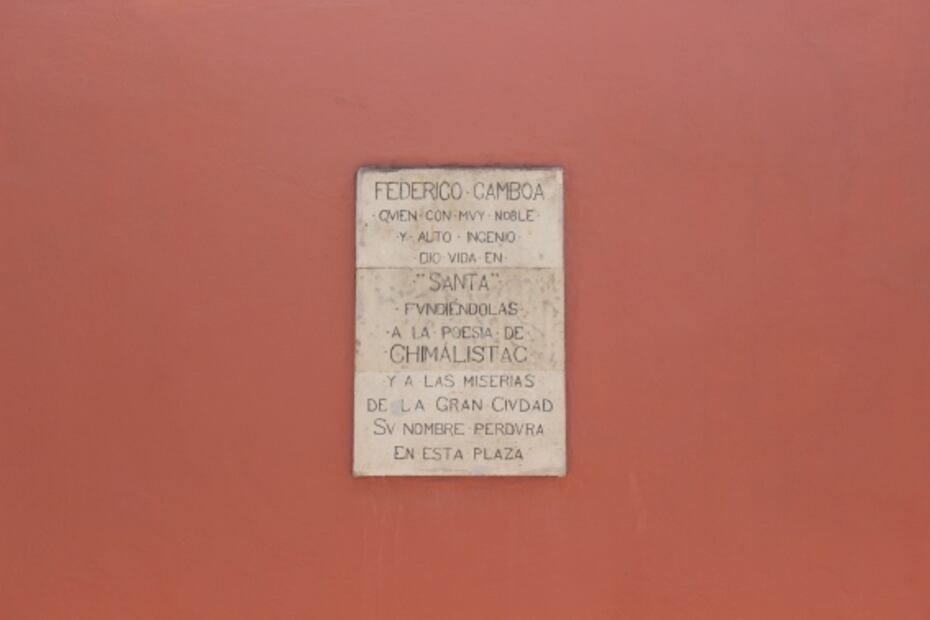 FEDERICO · GAMBOA
· QVIEN · CON · MVY · NOBLE ·
· Y · ALTO · INGENIO ·
· DIO VIDA EN ·
· "SANTA" ·
· FVNDIÉNDOLAS ·
· A LA POESIA · DE ·
· CHIMALISTAC ·
· Y A LAS MISERIAS
DE LA GRAN CIVDAD
SV NOMBRE PERDVRA
EN ESTA PLAZA